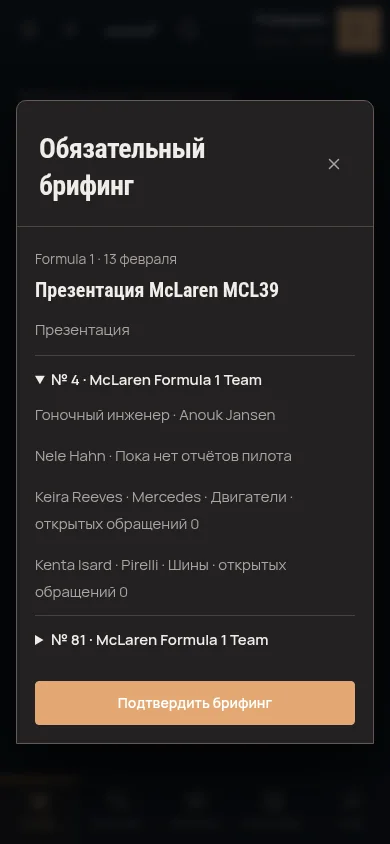 Обязательный
брифинг
Formula 1 · 13 февраля
Презентация McLaren MCL39
Презентация
№ 4 · McLaren Formula 1 Team
Гоночный инженер · Anouk Jansen
Nele Hahn · Пока нет отчётов пилота
Keira Reeves · Mercedes · Двигатели ·
открытых обращений 0
Kenta Isard · Pirelli · Шины · открытых
обращений 0
№ 81 · McLaren Formula 1 Team
Подтвердить брифинг